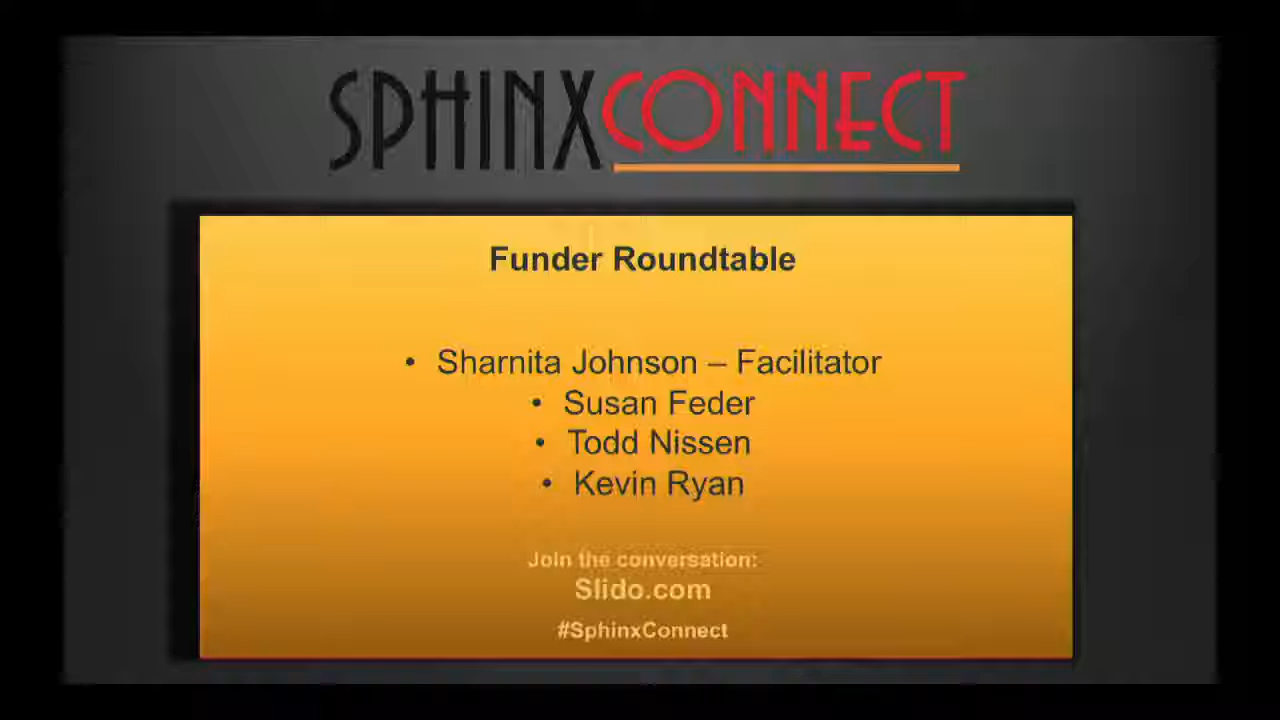 SPHINXCONNECT
Funder Roundtable
• Sharnita Johnson – Facilitator
• Susan Feder
• Todd Nissen
• Kevin Ryan
Join the conversation:
Slido.com
#SphinxConnect